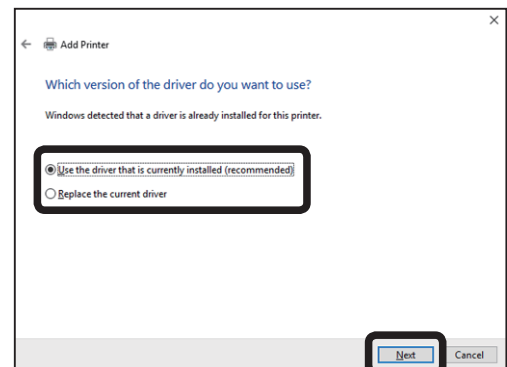 Add Printer
Which version of the driver do you want to use?
Windows detected that a driver is already installed for this printer.
Use the driver that is currently installed (recommended)
Replace the current driver
Next Cancel